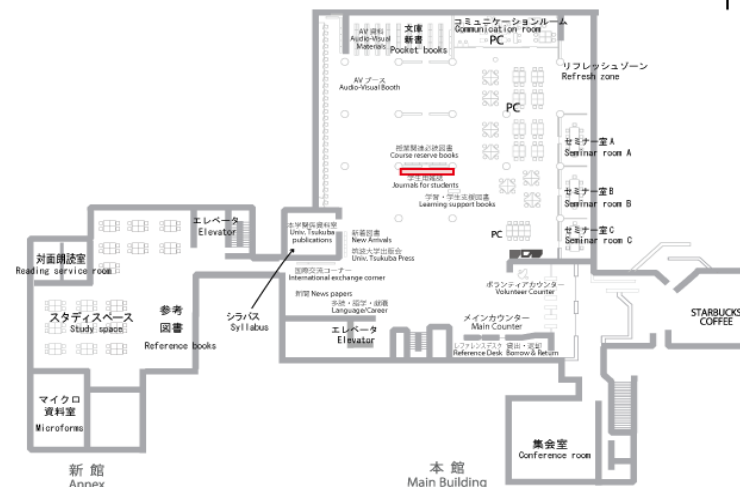 AV 資料
Audio-Visual
Materials
文庫
新書
Pocket books
コミュニケーションルーム
Communication room
PC
リフレッシュゾーン
Refresh zone
AV ブース
Audio-Visual Booth
PC
授業関連必読図書
Course reserve books
学生用雑誌
Journals for students
学習・学生支援図書
Learning support books
セミナー室 A
Seminar room A
セミナー室 B
Seminar room B
セミナー室 C
Seminar room C
PC
エレベータ
Elevator
本学関係資料室
Univ. Tsukuba
publications
新着図書
New Arrivals
筑波大学出版会
Univ. Tsukuba Press
対面朗読室
Reading service room
国際交流コーナー
International exchange corner
新聞 News papers
多読・語学・就職
Language/Career
ボランティアカウンター
Volunteer Counter
スタディスペース
Study space
参考
図書
Reference books
シラバス
Syllabus
エレベータ
Elevator
メインカウンター
Main Counter
レファレンスデスク 貸出・返却
Reference Desk Borrow & Return
STARBUCKS
COFFEE
マイクロ
資料室
Microforms
集会室
Conference room
新 館
Annex
本 館
Main Building